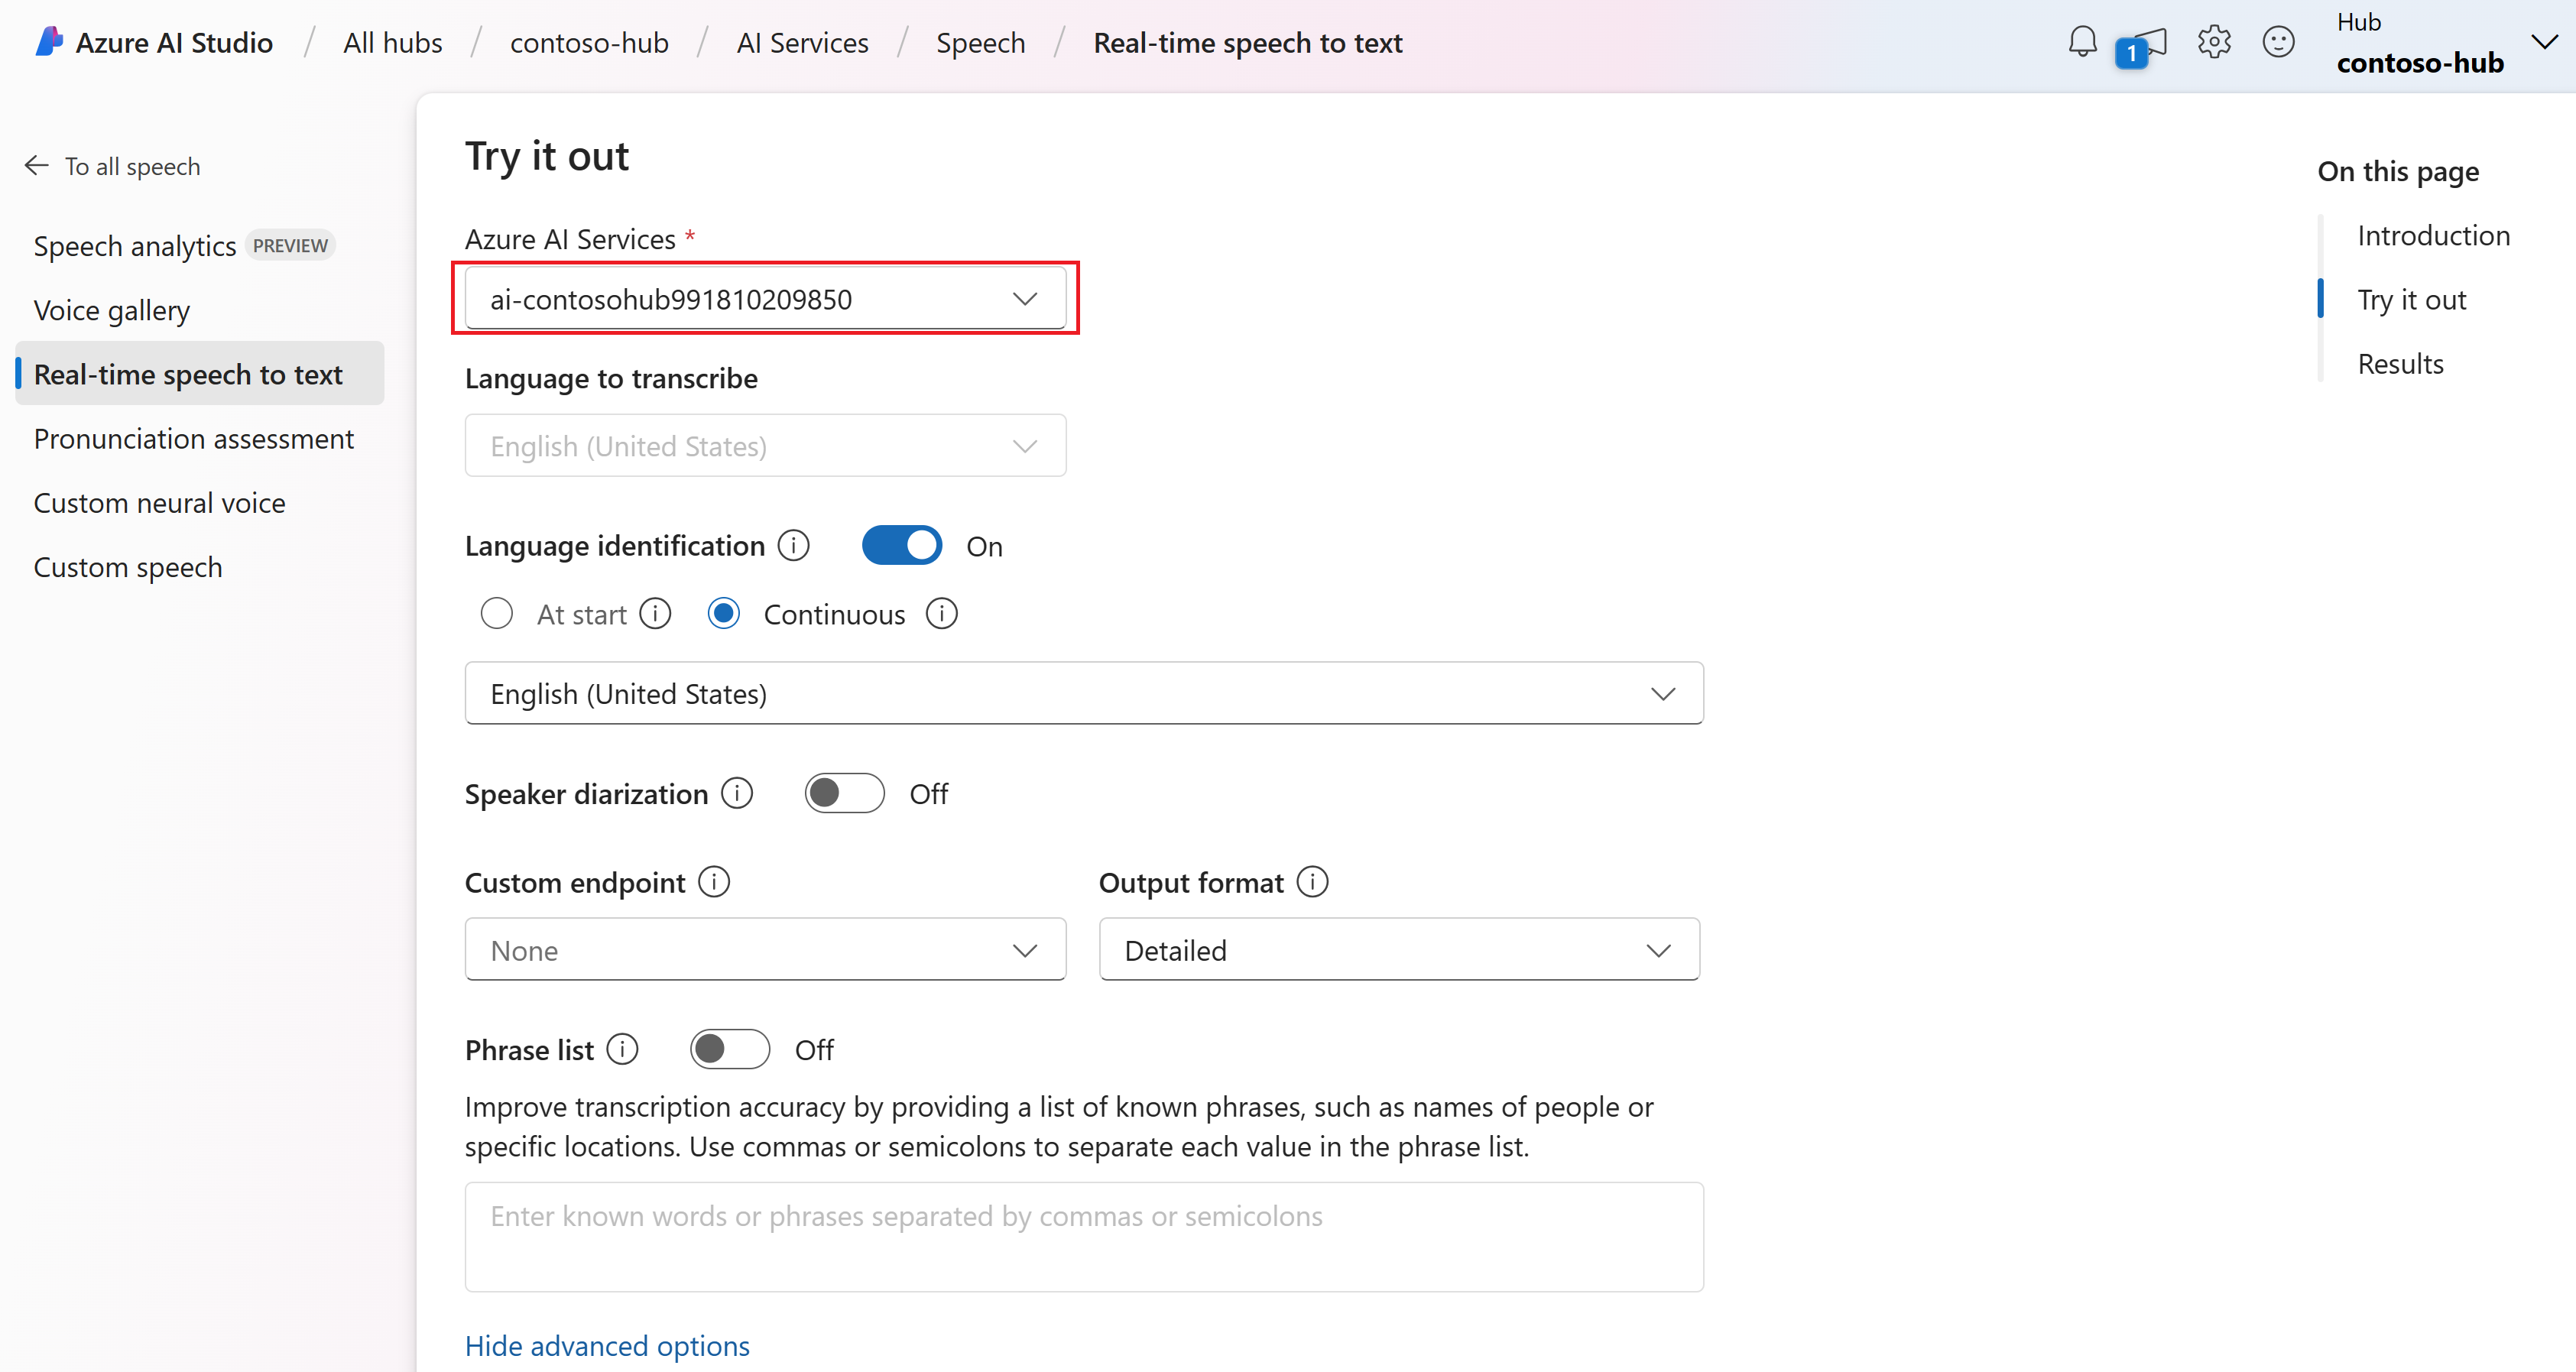 Azure AI Studio / All hubs / contoso-hub / AI Services / Speech / Real-time speech to text
1
Hub
contoso-hub
To all speech
Speech analytics PREVIEW
Voice gallery
Real-time speech to text
Pronunciation assessment
Custom neural voice
Custom speech
Try it out
Azure AI Services *
ai-contosohub991810209850
Language to transcribe
English (United States)
Language identification On
At start Continuous
English (United States)
Speaker diarization Off
Custom endpoint Output format
None Detailed
Phrase list Off
Improve transcription accuracy by providing a list of known phrases, such as names of people or
specific locations. Use commas or semicolons to separate each value in the phrase list.
Enter known words or phrases separated by commas or semicolons
Hide advanced options
On this page
Introduction
Try it out
Results